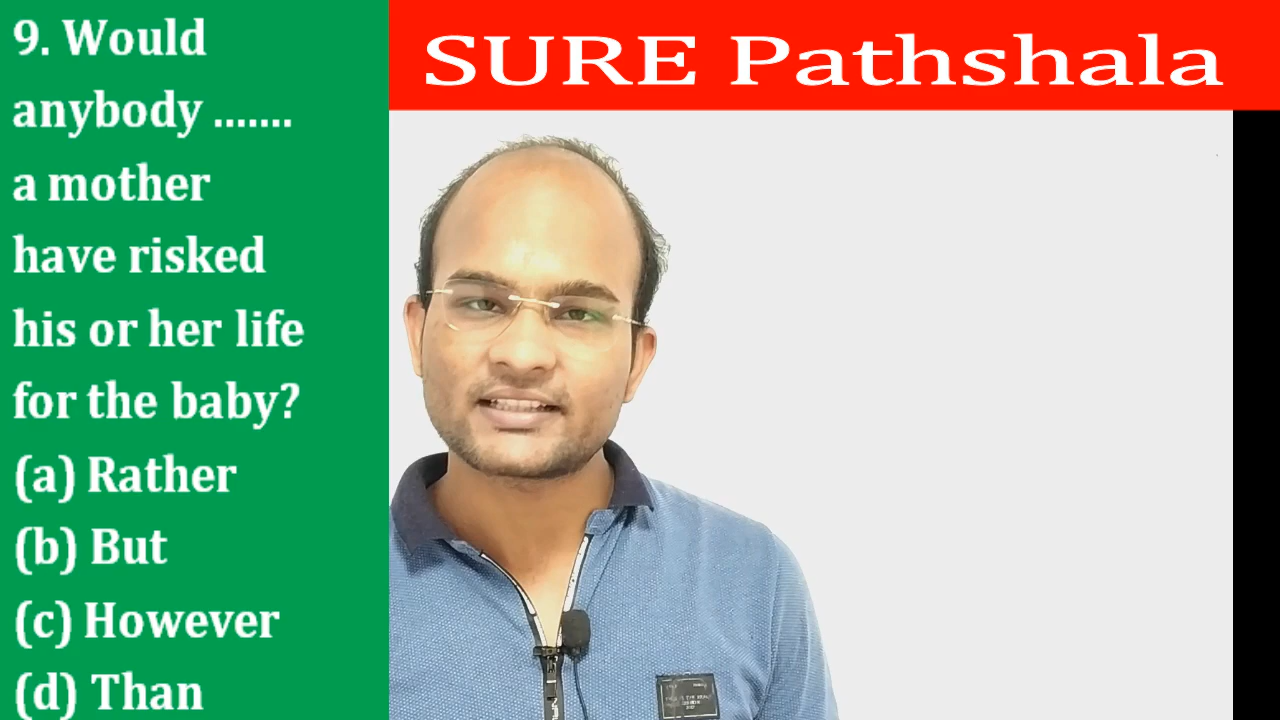 SURE Pathshala
9. Would
anybody .......
a mother
have risked
his or her life
for the baby?
(a) Rather
(b) But
(c) However
(d) Than